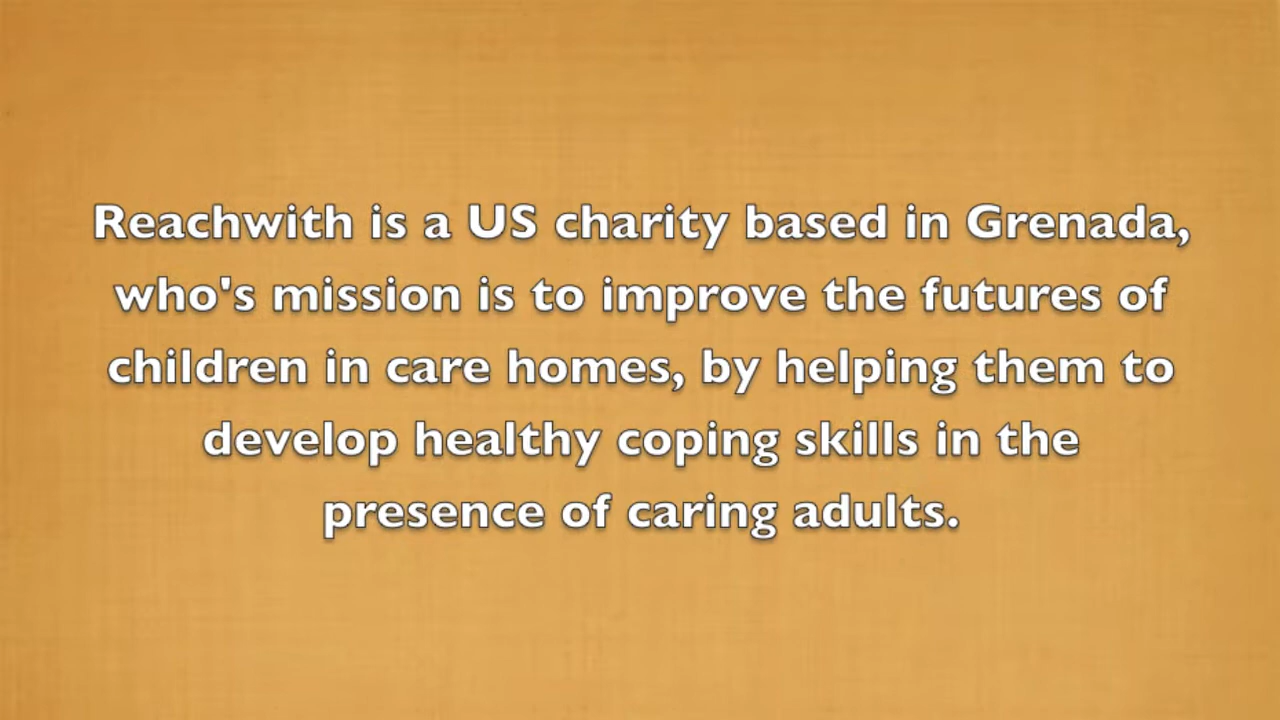 Reachwith is a US charity based in Grenada,
who's mission is to improve the futures of
children in care homes, by helping them to
develop healthy coping skills in the
presence of caring adults.